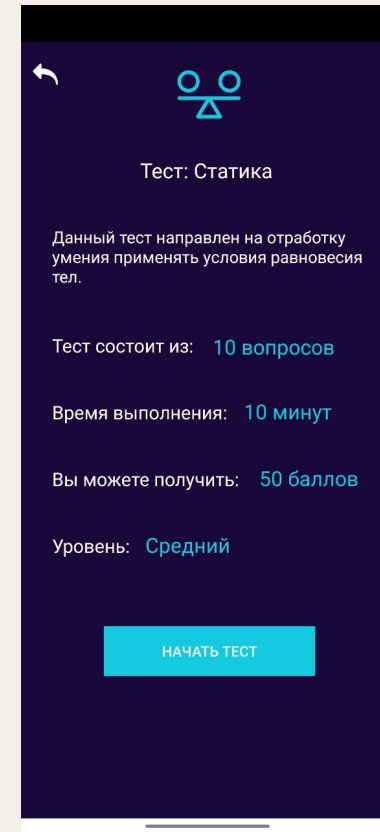 Тест: Статика
Данный тест направлен на отработку
умения применять условия равновесия
тел.
Тест состоит из: 10 вопросов
Время выполнения: 10 минут
Вы можете получить: 50 баллов
Уровень: Средний
НАЧАТЬ ТЕСТ